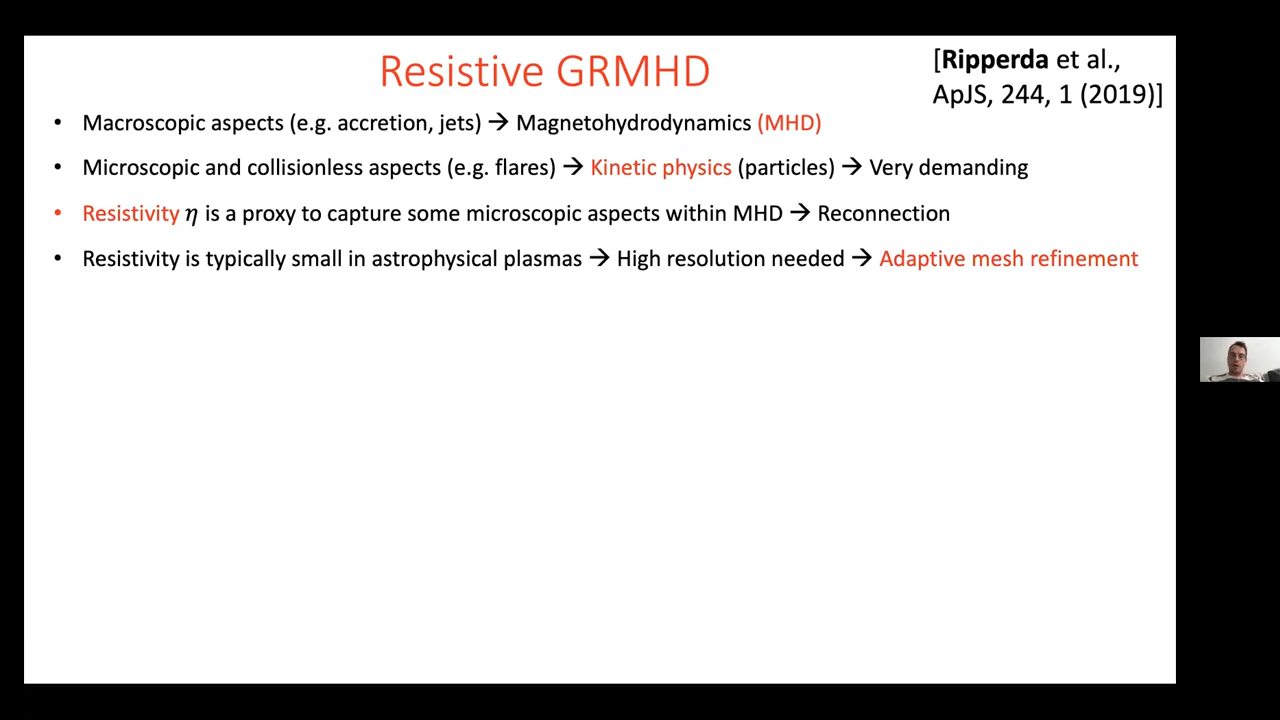 Resistive GRMHD
[Ripperda et al.,
ApJS, 244, 1 (2019)]
• Macroscopic aspects (e.g. accretion, jets) → Magnetohydrodynamics (MHD)
• Microscopic and collisionless aspects (e.g. flares) → Kinetic physics (particles) → Very demanding
• Resistivity η is a proxy to capture some microscopic aspects within MHD → Reconnection
• Resistivity is typically small in astrophysical plasmas → High resolution needed → Adaptive mesh refinement